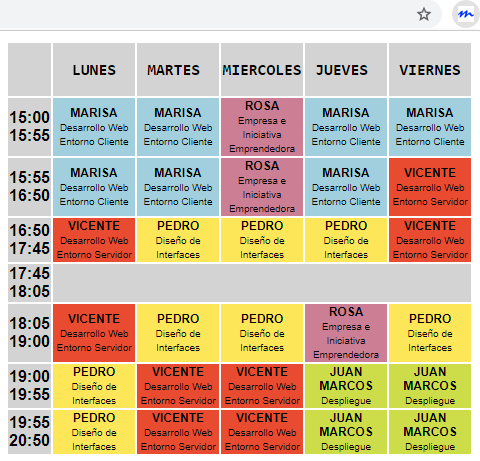 LUNES MARTES MIERCOLES JUEVES VIERNES
15:00 MARISA MARISA ROSA MARISA MARISA
15:55 Desarrollo Web Desarrollo Web Empresa e Desarrollo Web Desarrollo Web
Entorno Cliente Entorno Cliente Iniciativa Entorno Cliente Entorno Cliente
Emprendedora
15:55 MARISA MARISA ROSA MARISA VICENTE
16:50 Desarrollo Web Desarrollo Web Empresa e Desarrollo Web Desarrollo Web
Entorno Cliente Entorno Cliente Iniciativa Entorno Cliente Entorno Servidor
Emprendedora
16:50 VICENTE PEDRO PEDRO PEDRO VICENTE
17:45 Desarrollo Web Diseño de Diseño de Diseño de Desarrollo Web
Entorno Servidor Interfaces Interfaces Interfaces Entorno Servidor
17:45
18:05
18:05 VICENTE PEDRO PEDRO ROSA PEDRO
19:00 Desarrollo Web Diseño de Diseño de Empresa e Diseño de
Entorno Servidor Interfaces Interfaces Iniciativa Interfaces
Emprendedora
19:00 PEDRO VICENTE VICENTE JUAN JUAN
19:55 Diseño de Desarrollo Web Desarrollo Web MARCOS MARCOS
Interfaces Entorno Servidor Entorno Servidor Despliegue Despliegue
19:55 PEDRO VICENTE VICENTE JUAN JUAN
20:50 Diseño de Desarrollo Web Desarrollo Web MARCOS MARCOS
Interfaces Entorno Servidor Entorno Servidor Despliegue Despliegue